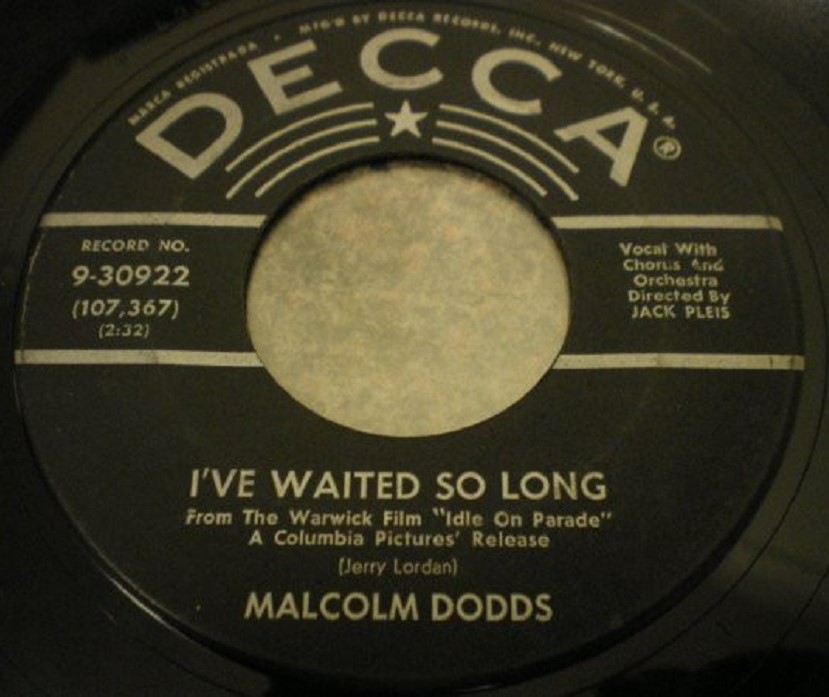 MARCA REGISTRADA • MFG'D BY DECCA RECORDS, INC., NEW YORK, U. S. A.
DECCA®
RECORD NO.
9-30922
(107,367)
(2:32)
Vocal With
Chorus And
Orchestra
Directed By
JACK PLEIS
I'VE WAITED SO LONG
From The Warwick Film "Idle On Parade"
A Columbia Pictures' Release
(Jerry Lordan)
MALCOLM DODDS